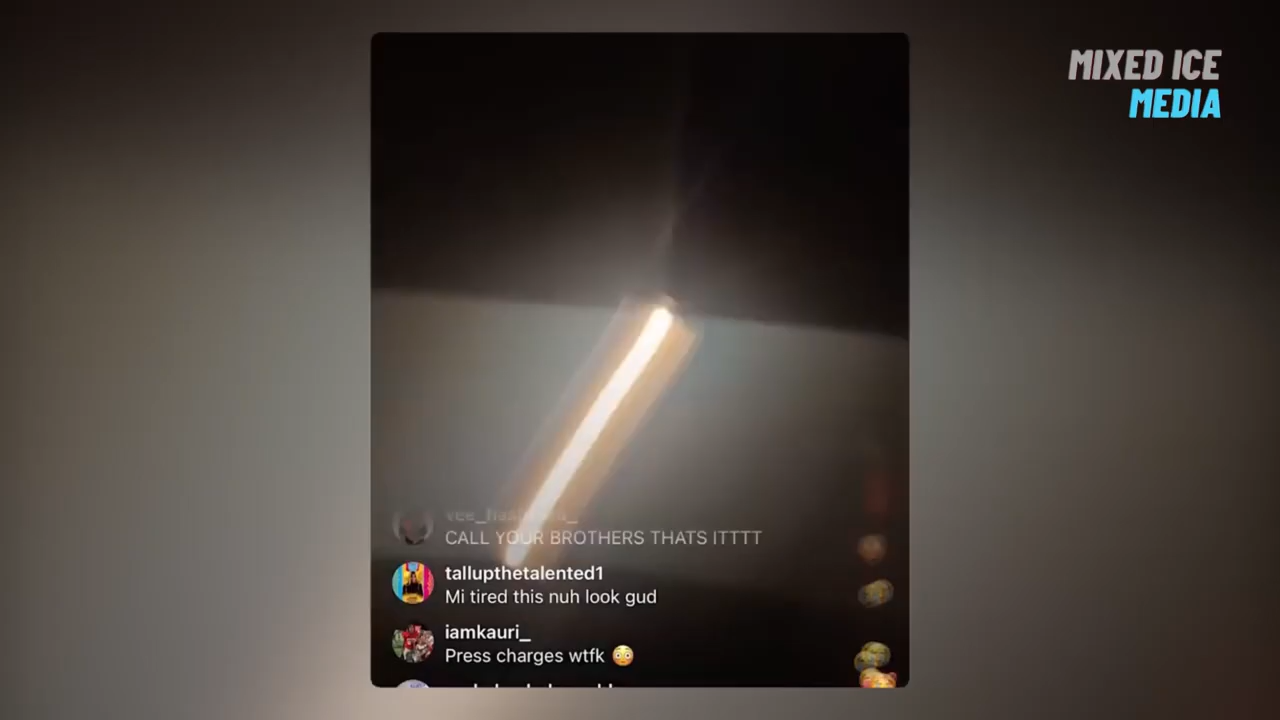 MIXED ICE
MEDIA
CALL YOUR BROTHERS THATS ITTTT
tallupthetalented1
Mi tired this nuh look gud
iamkauri_
Press charges wtfk 😳